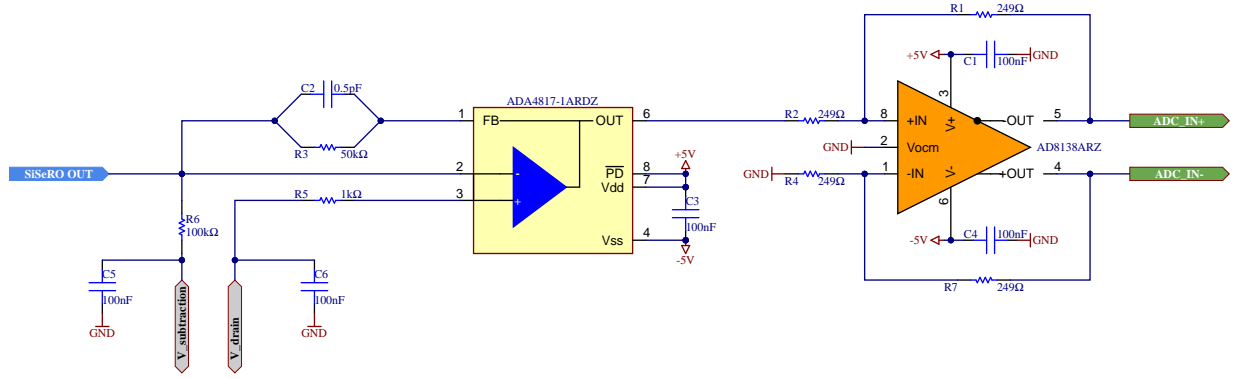 R1
249Ω
+5V
C1
100nF
GND
C2
0.5pF
ADA4817-1ARDZ
1
FB
OUT
6
R2
249Ω
8
+IN
3
V+
-OUT
5
ADC_IN+
R3
50kΩ
GND
2
Vocm
AD8138ARZ
SiSeRO OUT
2
-
PD
8
+5V
Vdd
7
GND
R4
249Ω
1
-IN
V-
6
+OUT
4
ADC_IN-
R5
1kΩ
3
+
C3
100nF
R6
100kΩ
Vss
4
-5V
-5V
C4
100nF
GND
C5
100nF
GND
V_subtraction
V_drain
C6
100nF
GND
R7
249Ω